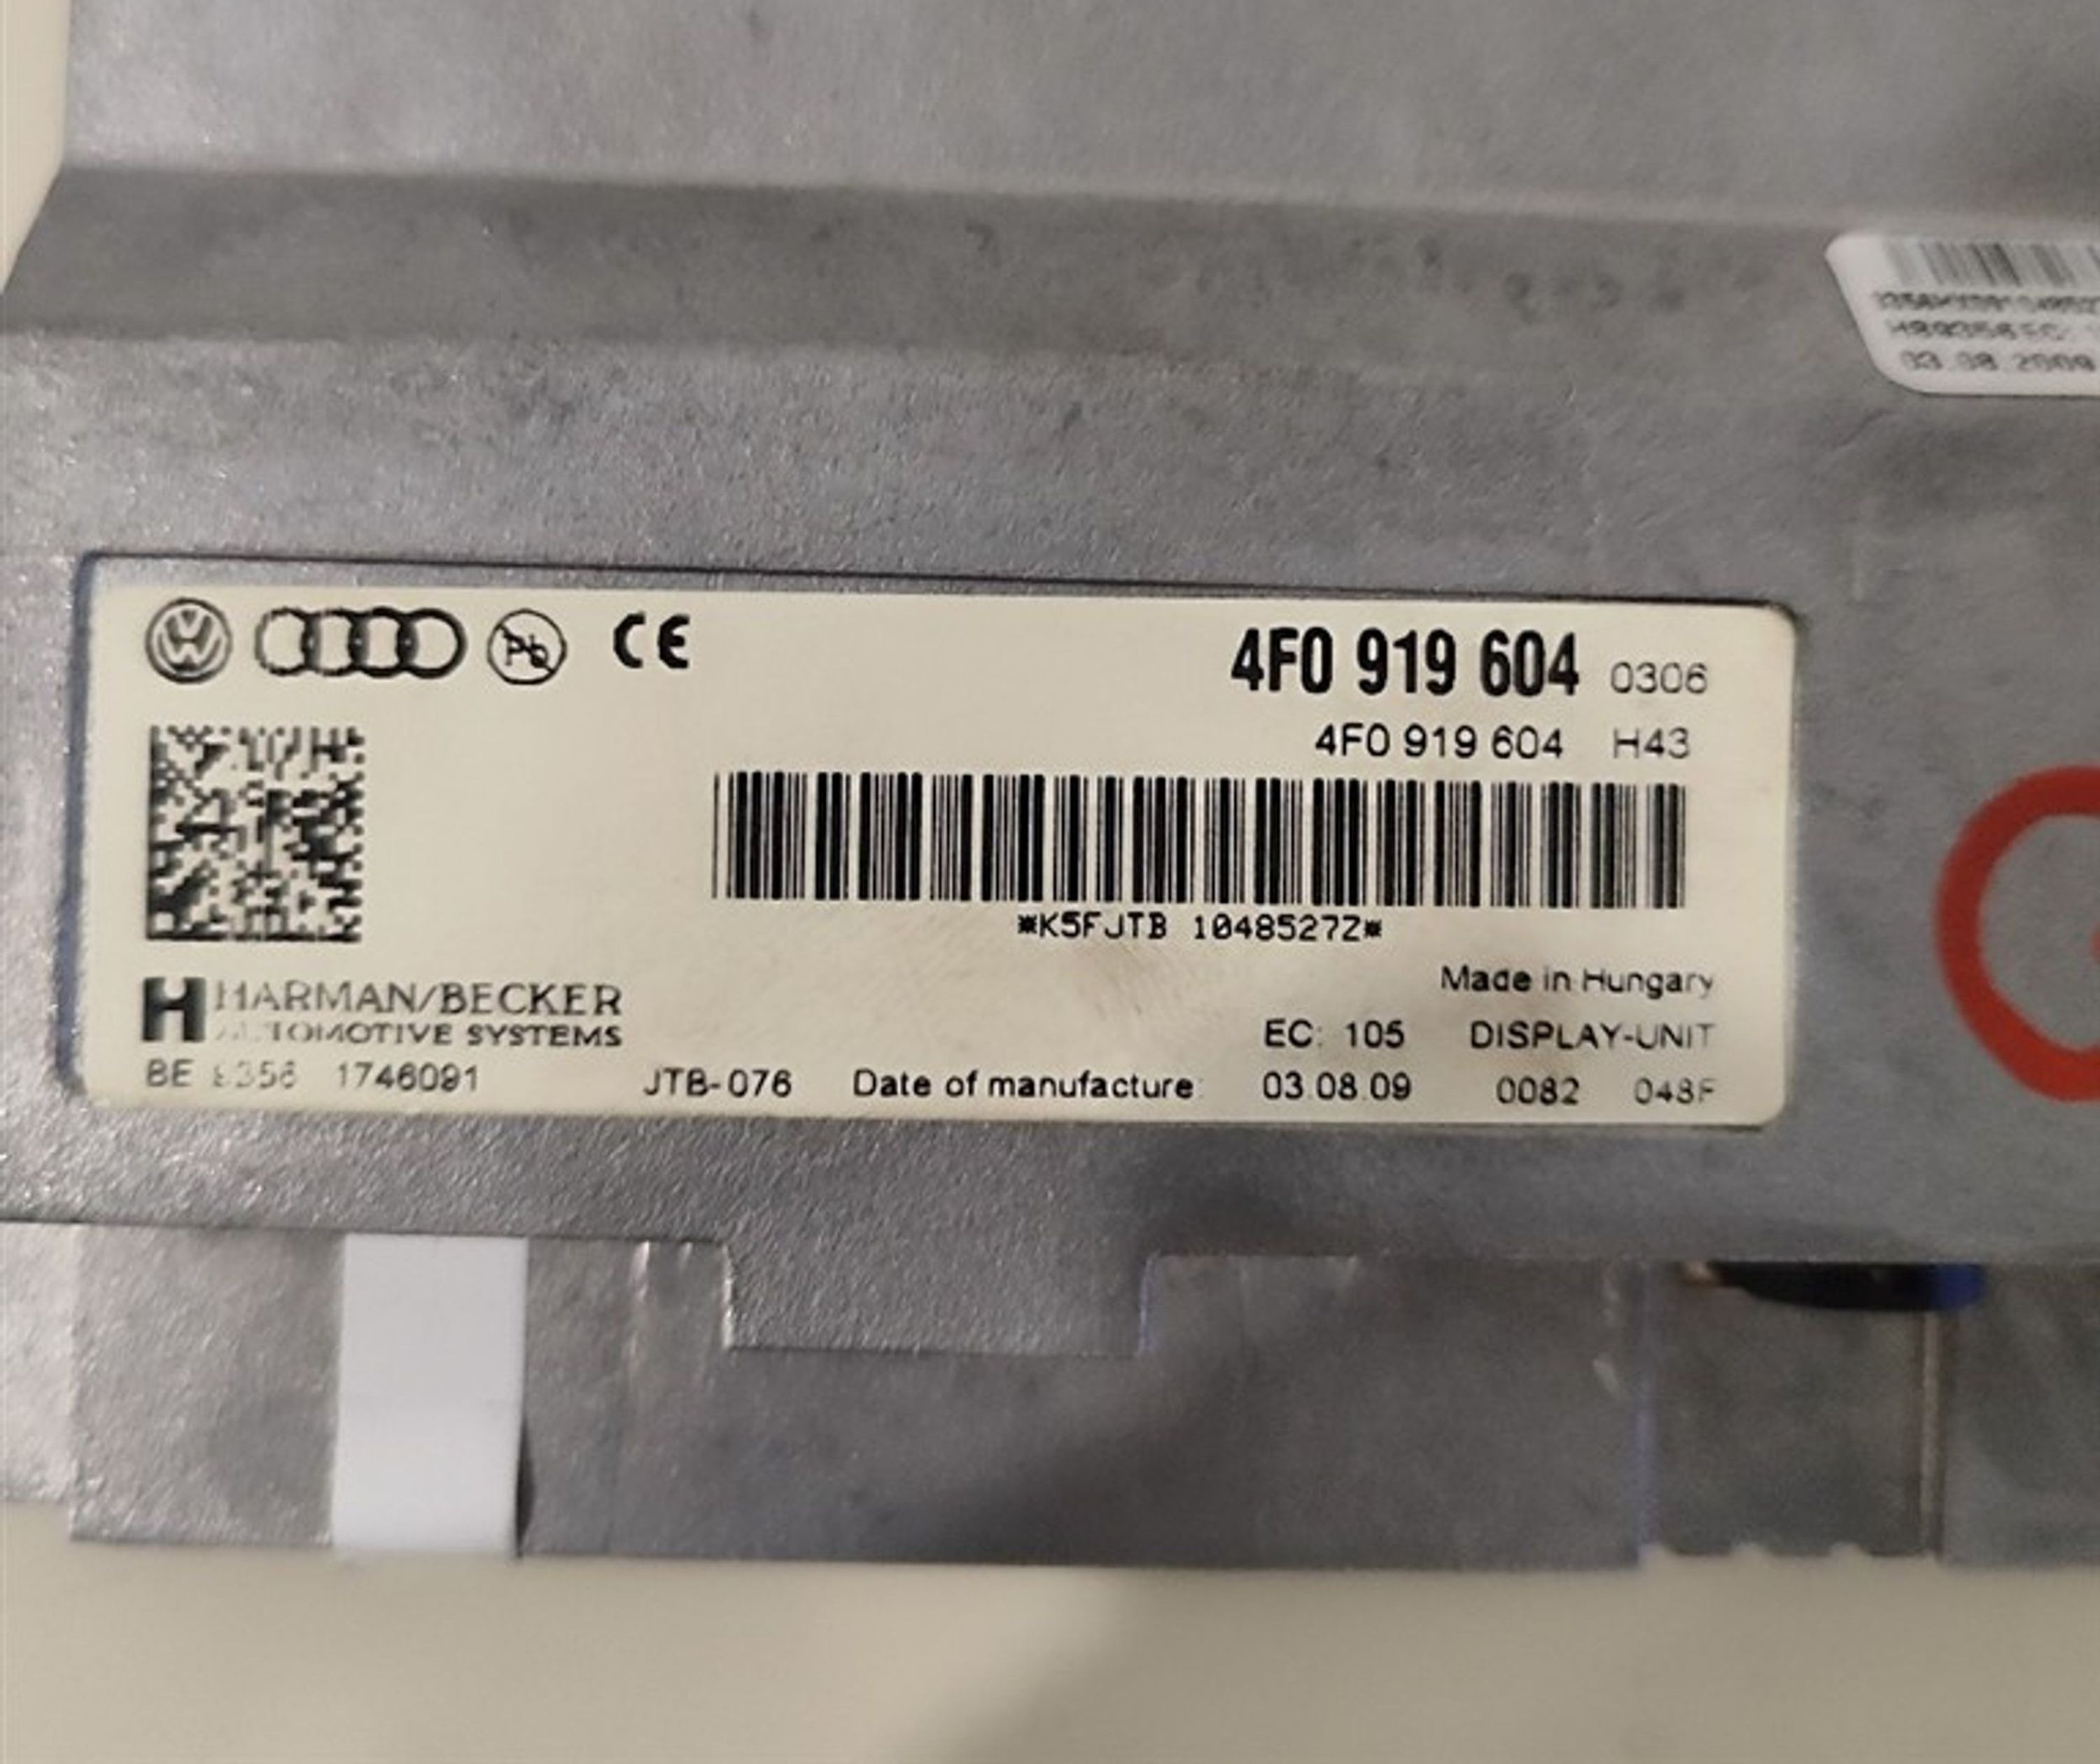 03.08.2009
4F0 919 604 0306
4F0 919 604 H43
*K5FJTB 1048527Z*
Made in Hungary
HARMAN/BECKER
AUTOMOTIVE SYSTEMS
EC: 105 DISPLAY-UNIT
BE 1746091 JTB-076 Date of manufacture: 03.08.09 0082
CE